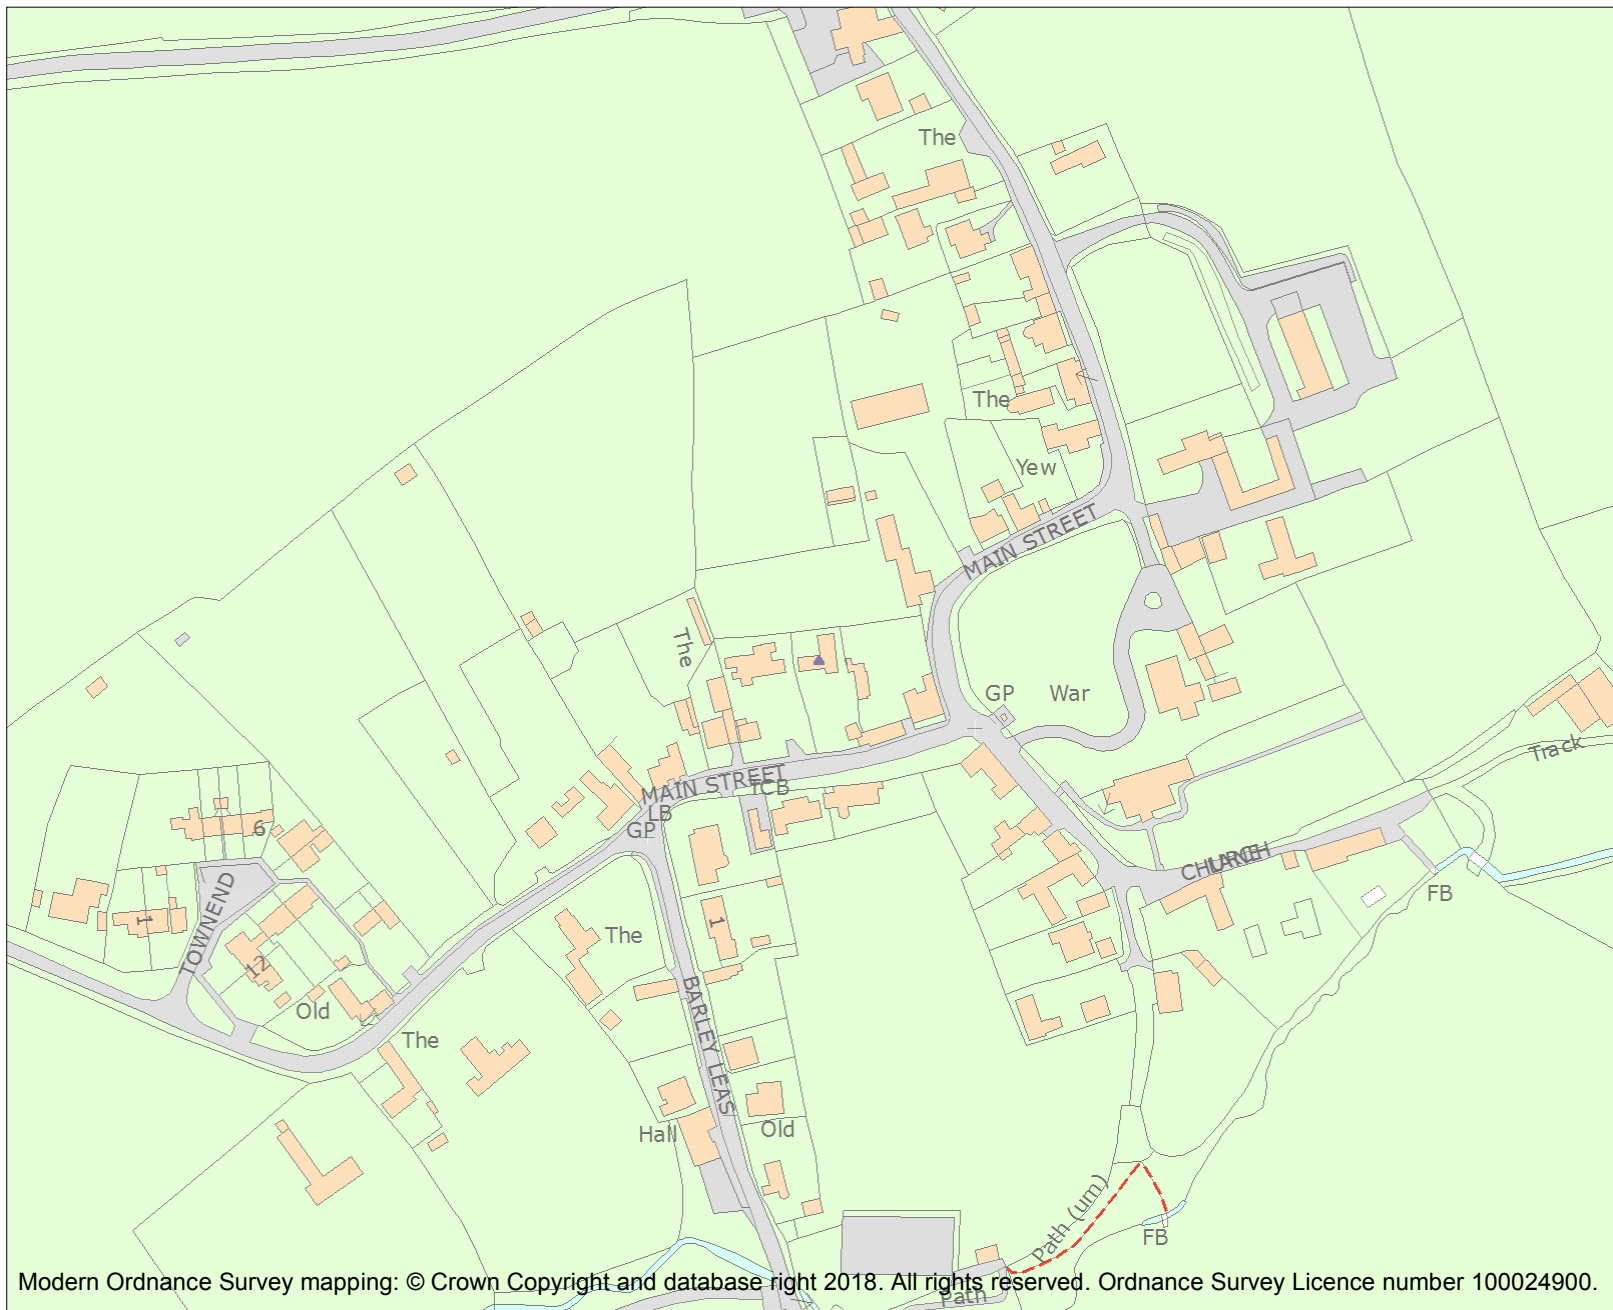 The
The
Yew
MAIN STREET
The
GP
War
Track
MAIN STREET
TCB
LB
GP
6
CHURCH
LANE
FB
TOWNEND
1
1
12
The
Old
The
BARLEY LEAS
Hall
Old
Path (um)
FB
Path
Modern Ordnance Survey mapping: © Crown Copyright and database right 2018. All rights reserved. Ordnance Survey Licence number 100024900.